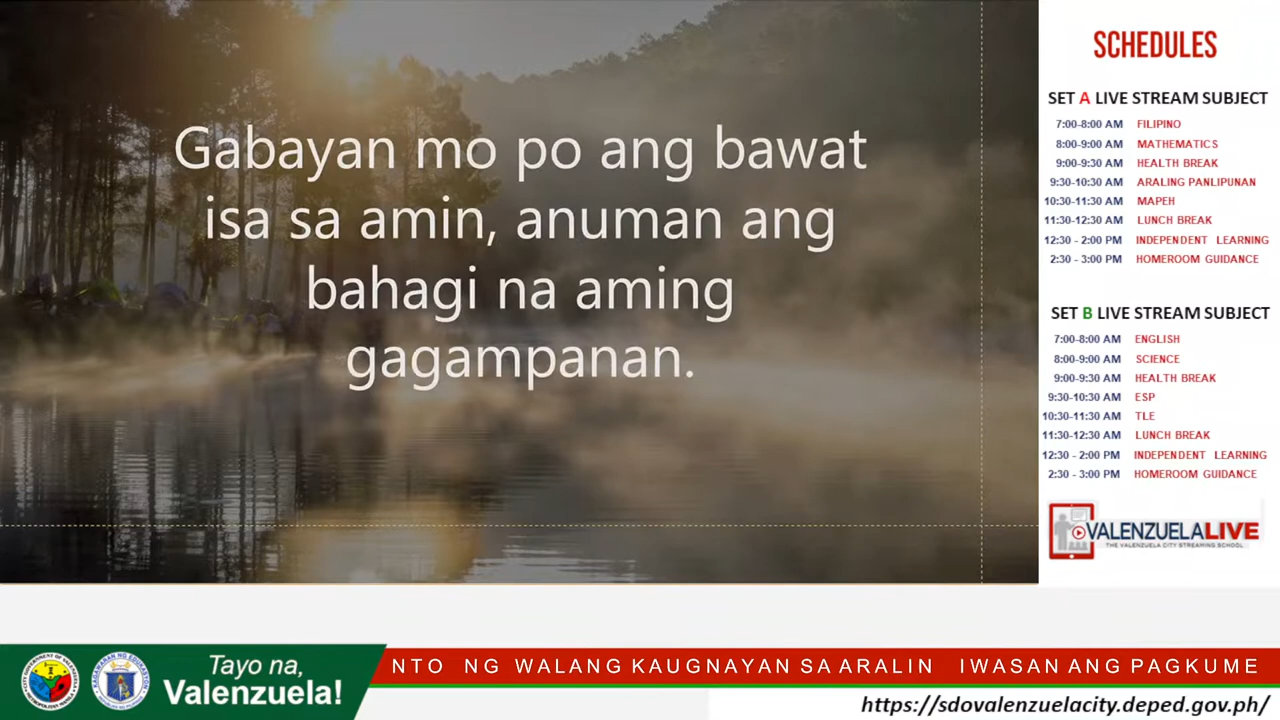 Gabayan mo po ang bawat
isa sa amin, anuman ang
bahagi na aming
gagampanan.
SCHEDULES
SET A LIVE STREAM SUBJECT
7:00-8:00 AM FILIPINO
8:00-9:00 AM MATHEMATICS
9:00-9:30 AM HEALTH BREAK
9:30-10:30 AM ARALING PANLIPUNAN
10:30-11:30 AM MAPEH
11:30-12:30 AM LUNCH BREAK
12:30 - 2:00 PM INDEPENDENT LEARNING
2:30 - 3:00 PM HOMEROOM GUIDANCE
SET B LIVE STREAM SUBJECT
7:00-8:00 AM ENGLISH
8:00-9:00 AM SCIENCE
9:00-9:30 AM HEALTH BREAK
9:30-10:30 AM ESP
10:30-11:30 AM TLE
11:30-12:30 AM LUNCH BREAK
12:30 - 2:00 PM INDEPENDENT LEARNING
2:30 - 3:00 PM HOMEROOM GUIDANCE
VALENZUELALIVE
THE VALENZUELA CITY STREAMING SCHOOL
Tayo na,
Valenzuela!
NTO NG WALANG KAUGNAYAN SA ARALIN IWASAN ANG PAGKUME
https://sdovalenzuelacity.deped.gov.ph/